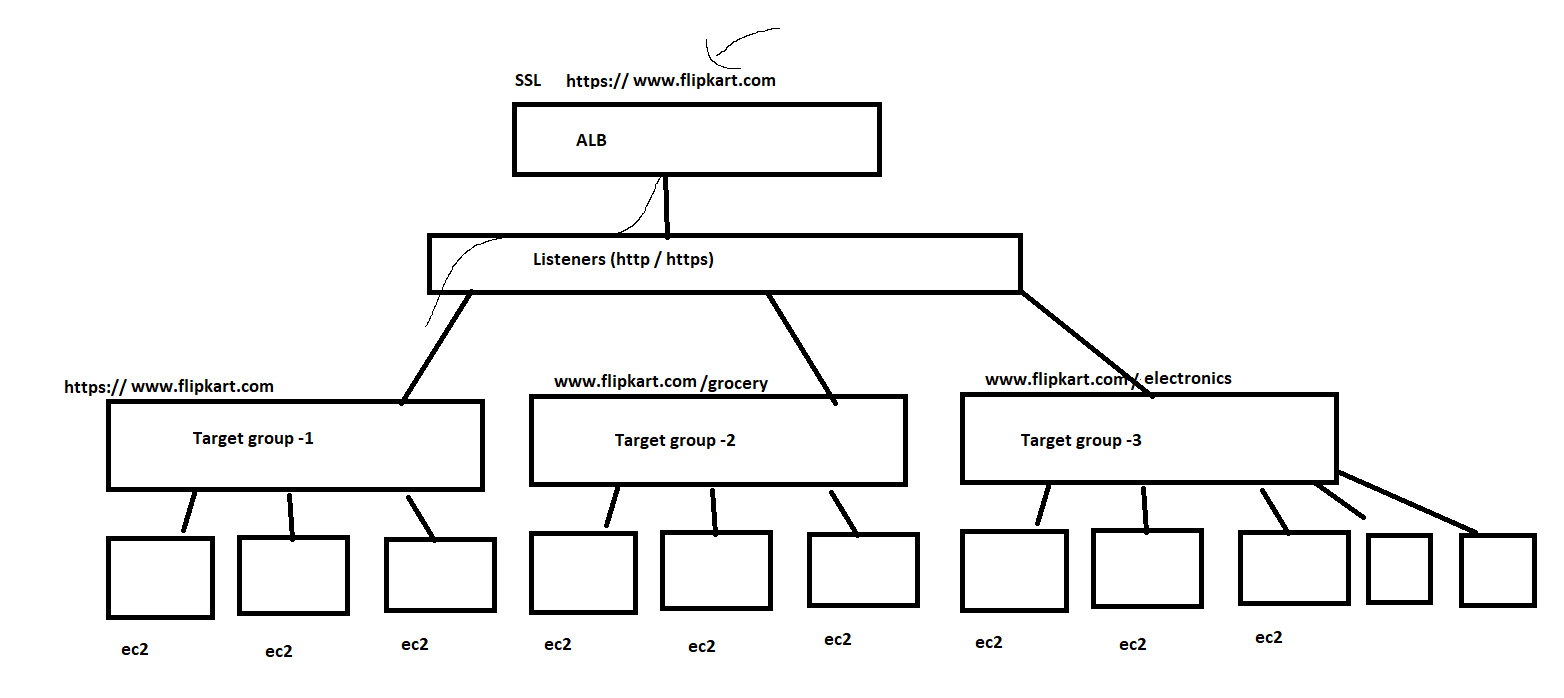 SSL https:// www.flipkart.com
ALB
Listeners (http / https)
https:// www.flipkart.com
www.flipkart.com /grocery
www.flipkart.com / electronics
Target group -1
Target group -2
Target group -3
ec2
ec2
ec2
ec2
ec2
ec2
ec2
ec2
ec2